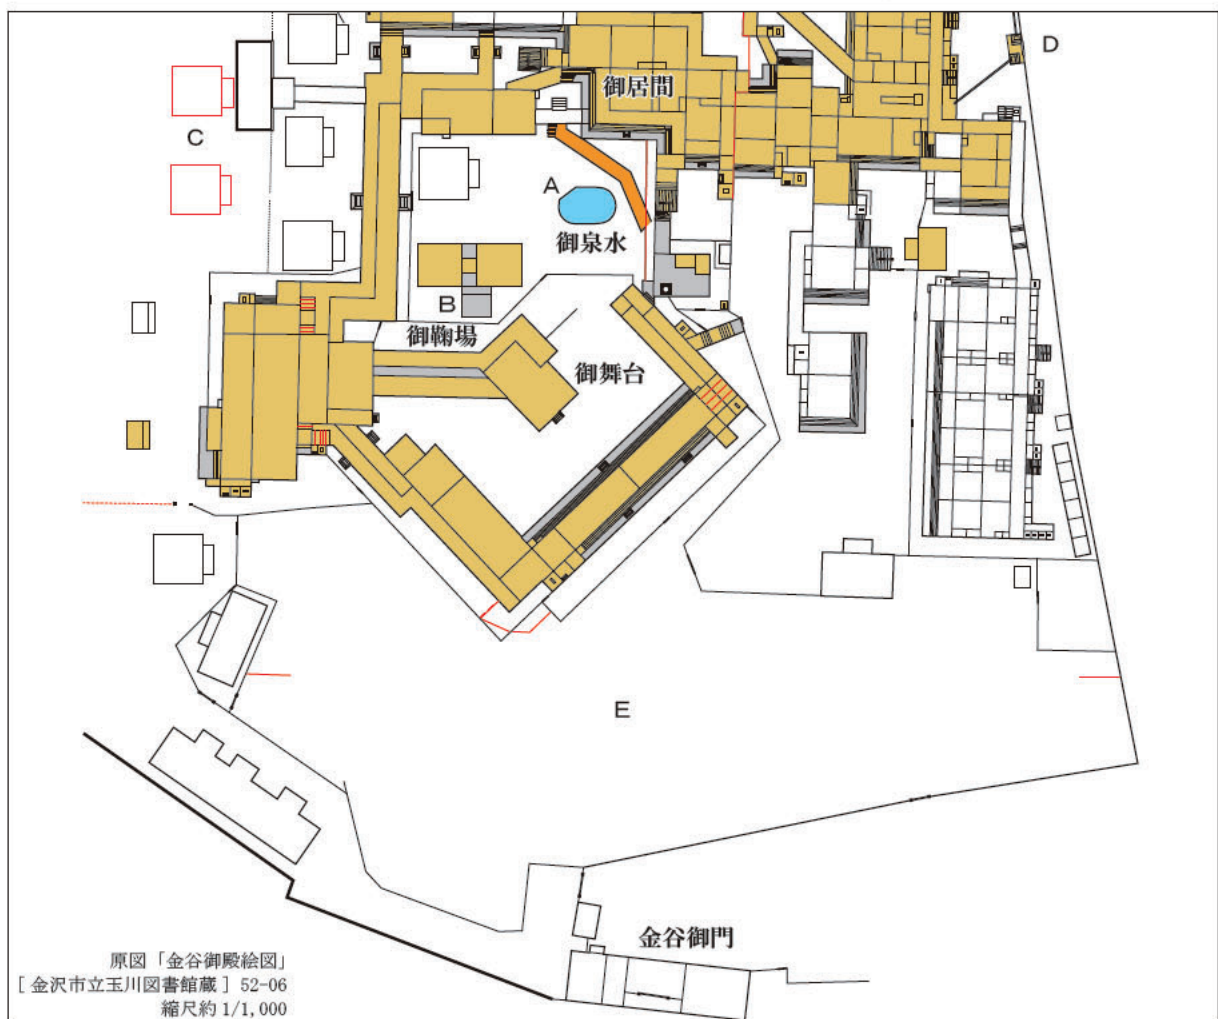 D
御居間
C
A
御泉水
B
御鞠場
御舞台
E
金谷御門
原図「金谷御殿絵図」
[ 金沢市立玉川図書館蔵 ] 52-06
縮尺約 1/1,000